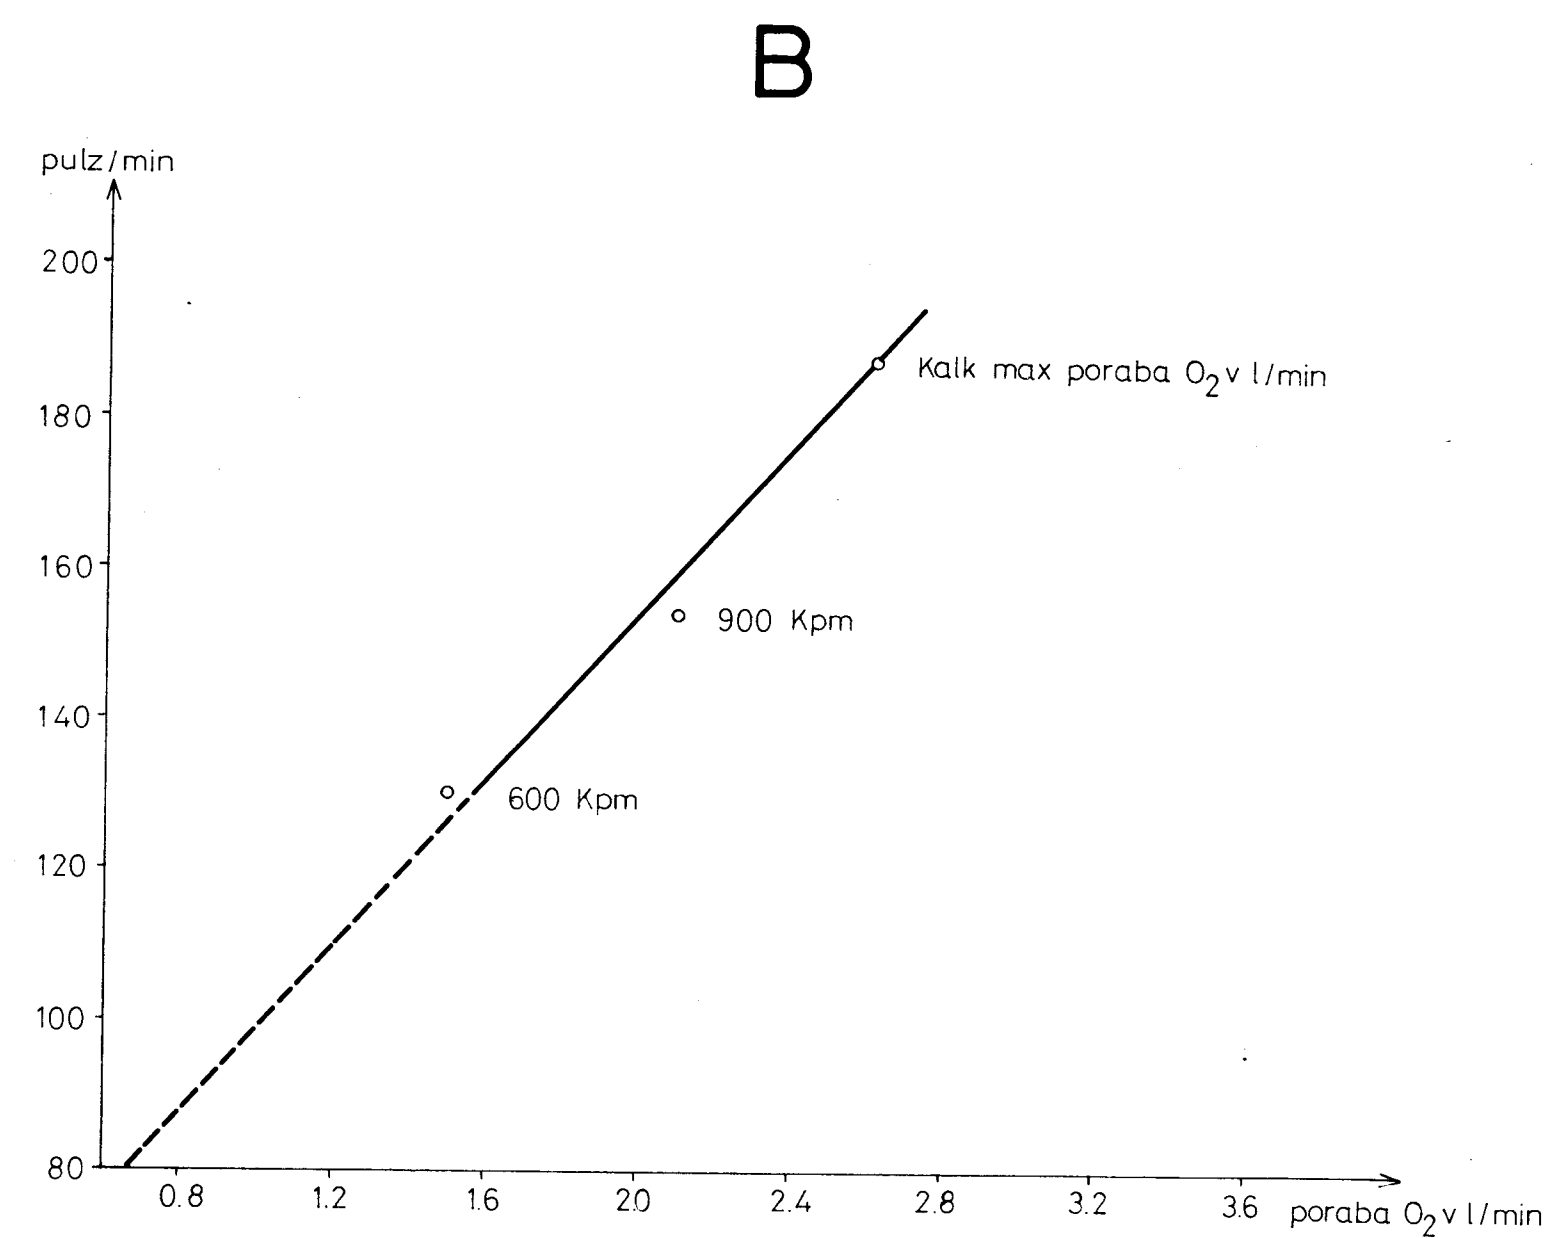 B
pulz/min
200
180
160
140
120
100
80
Kalk max poraba O₂ v l/min
900 Kpm
600 Kpm
0.8 1.2 1.6 2.0 2.4 2.8 3.2 3.6 poraba O₂ v l/min